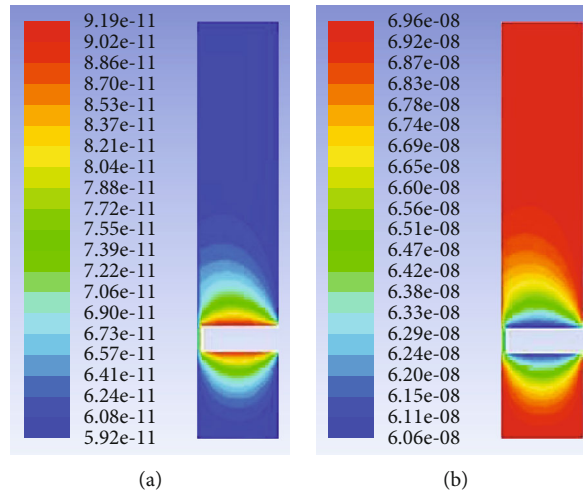 9.19e-11
9.02e-11
8.86e-11
8.70e-11
8.53e-11
8.37e-11
8.21e-11
8.04e-11
7.88e-11
7.72e-11
7.55e-11
7.39e-11
7.22e-11
7.06e-11
6.90e-11
6.73e-11
6.57e-11
6.41e-11
6.24e-11
6.08e-11
5.92e-11
(a)
6.96e-08
6.92e-08
6.87e-08
6.83e-08
6.78e-08
6.74e-08
6.69e-08
6.65e-08
6.60e-08
6.56e-08
6.51e-08
6.47e-08
6.42e-08
6.38e-08
6.33e-08
6.29e-08
6.24e-08
6.20e-08
6.15e-08
6.11e-08
6.06e-08
(b)